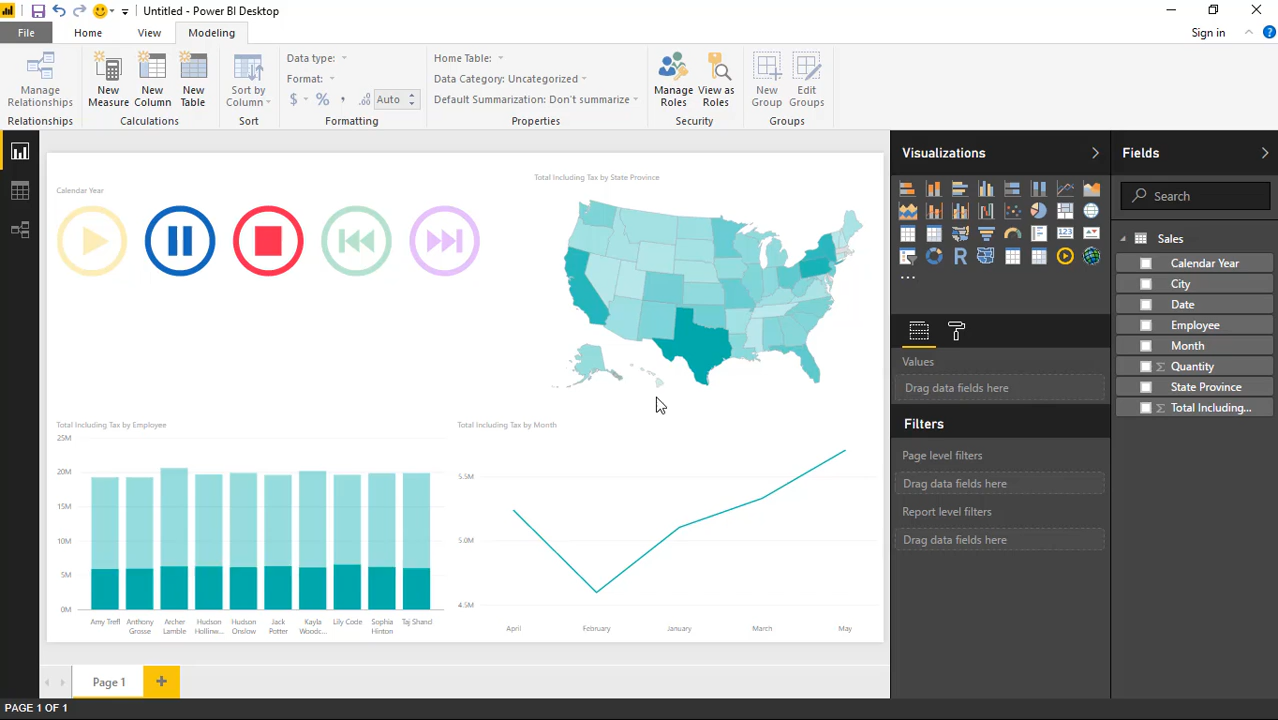 Untitled - Power BI Desktop
File
Home
View
Modeling
Sign in
Manage
Relationships
New
Measure
New
Column
New
Table
Sort by
Column
Data type:
Format:
$ % , Auto
Home Table:
Data Category: Uncategorized
Default Summarization: Don't summarize
Manage
Roles
View as
Roles
New
Group
Edit
Groups
Relationships
Calculations
Sort
Formatting
Properties
Security
Groups
Calendar Year
Total Including Tax by State Province
Total Including Tax by Employee
25M
20M
15M
10M
5M
0M
Amy Trefl
Anthony
Grosse
Archer
Lamble
Hudson
Hollinw...
Hudson
Onslow
Jack
Potter
Kayla
Woodc...
Lily Code
Sophia
Hinton
Taj Shand
Total Including Tax by Month
5.5M
5.0M
4.5M
April
February
January
March
May
Visualizations
R
123
...
Values
Drag data fields here
Filters
Page level filters
Drag data fields here
Report level filters
Drag data fields here
Fields
Search
Sales
Calendar Year
City
Date
Employee
Month
Σ Quantity
State Province
Σ Total Including...
Page 1
PAGE 1 OF 1